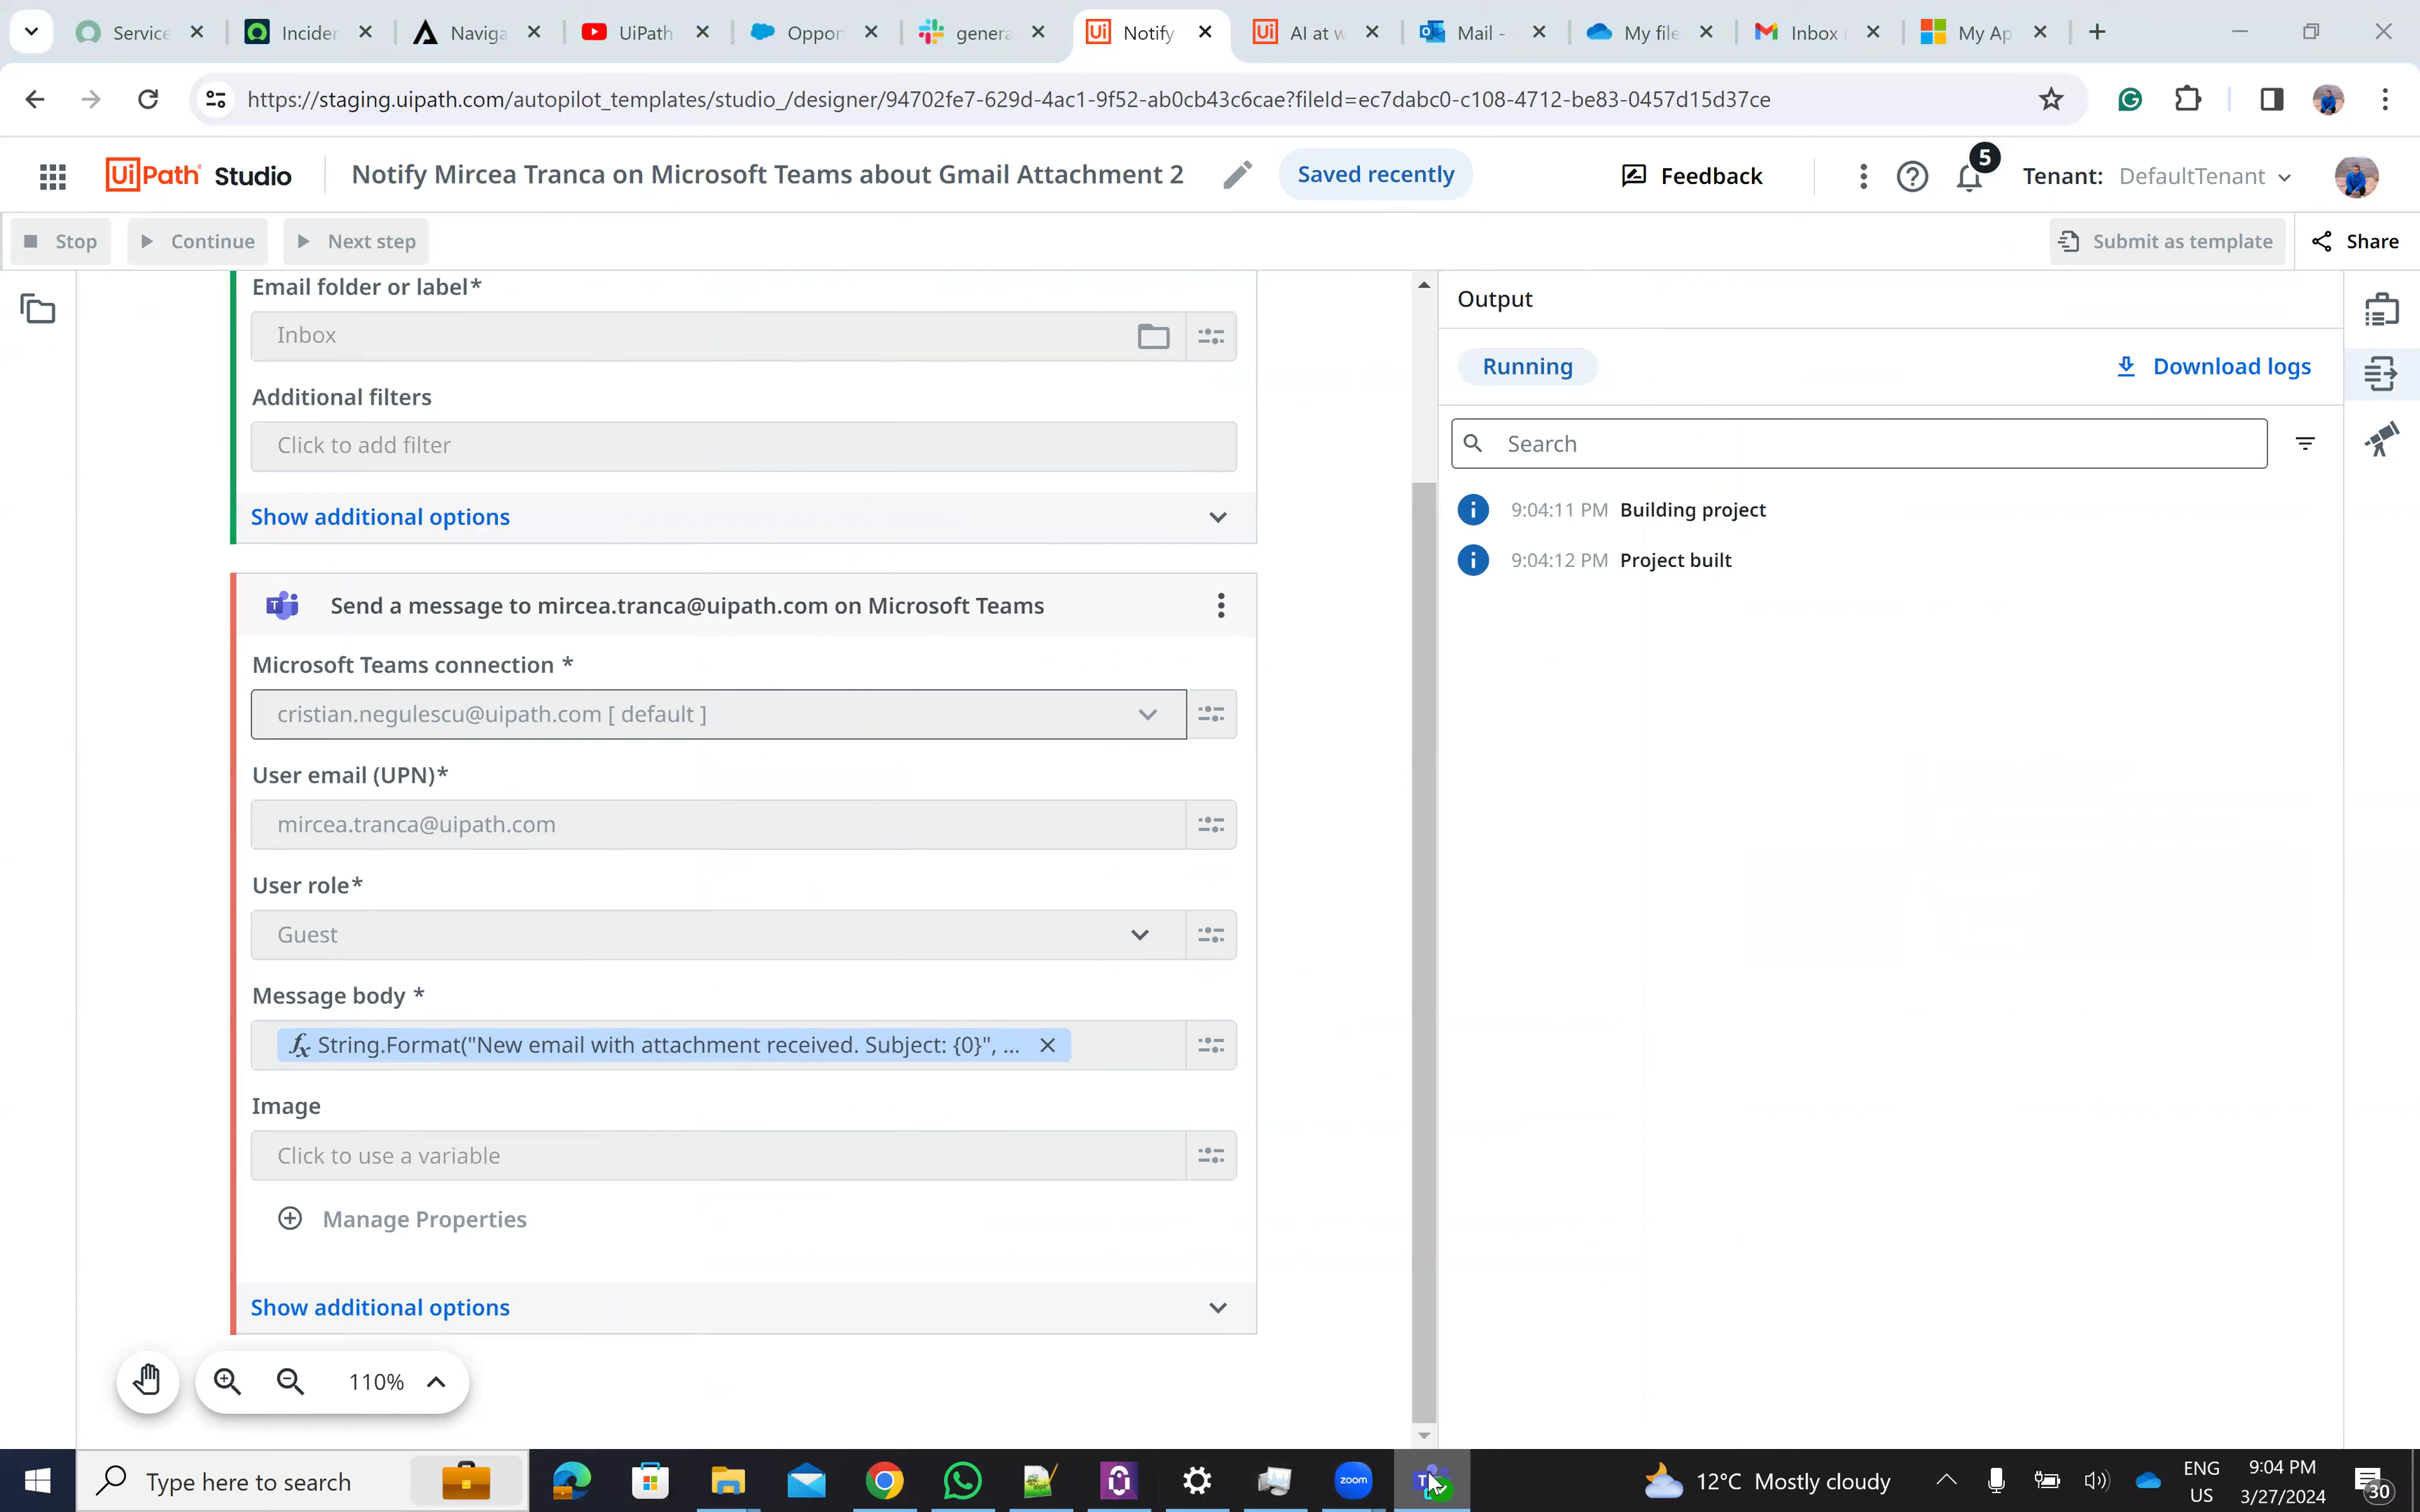 Service
Inciden
Naviga
UiPath
Oppor
genera
Notify
AI at w
Mail -
My file
Inbox
My Ap
https://staging.uipath.com/autopilot_templates/studio_/designer/94702fe7-629d-4ac1-9f52-ab0cb43c6cae?fileId=ec7dabc0-c108-4712-be83-0457d15d37ce
UiPath Studio
Notify Mircea Tranca on Microsoft Teams about Gmail Attachment 2
Saved recently
Feedback
5
Tenant: DefaultTenant
Stop
Continue
Next step
Submit as template
Share
Email folder or label*
Inbox
Additional filters
Click to add filter
Show additional options
Send a message to mircea.tranca@uipath.com on Microsoft Teams
Microsoft Teams connection *
cristian.negulescu@uipath.com [ default ]
User email (UPN)*
mircea.tranca@uipath.com
User role*
Guest
Message body *
fx String.Format("New email with attachment received. Subject: {0}", ...
Image
Click to use a variable
Manage Properties
Show additional options
110%
Output
Running
Download logs
Search
9:04:11 PM Building project
9:04:12 PM Project built
Type here to search
zoom
12°C Mostly cloudy
ENG
US
9:04 PM
3/27/2024
30